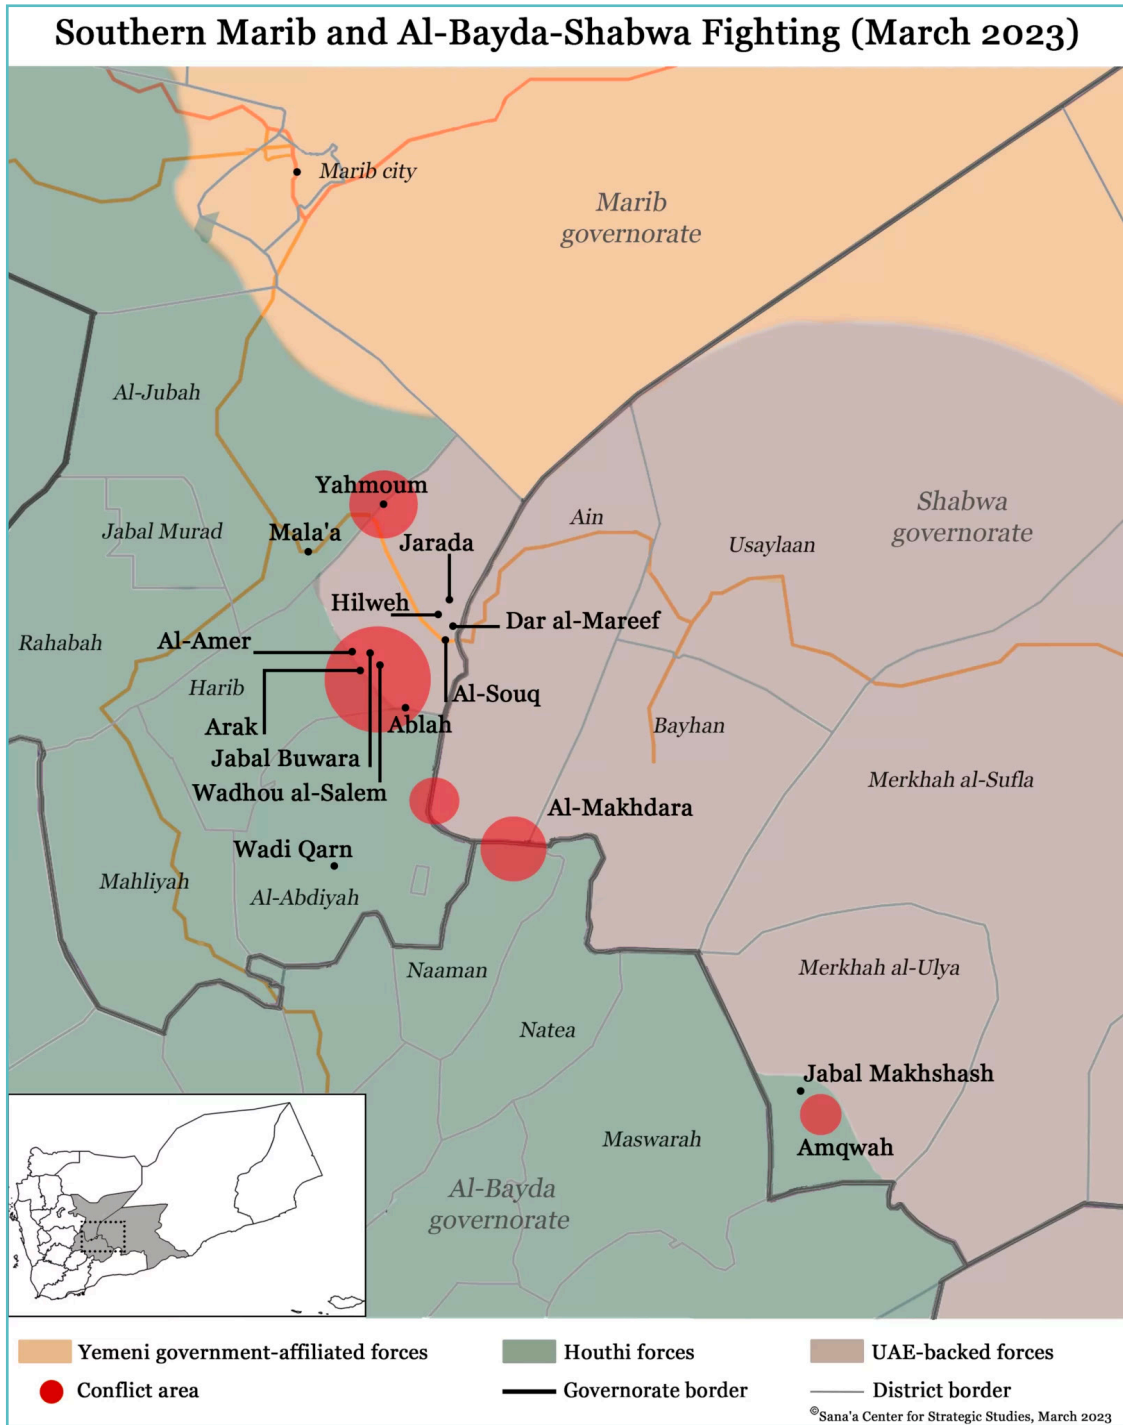 Southern Marib and Al-Bayda-Shabwa Fighting (March 2023)
Marib city
Marib
governorate
Al-Jubah
Yahmoum
Shabwa
governorate
Ain
Jabal Murad
Mala'a
Jarada
Usaylaan
Hilweh
Dar al-Mareef
Rahabah
Al-Amer
Harib
Al-Souq
Arak
Ablah
Bayhan
Jabal Buwara
Merkhah al-Sufla
Wadhou al-Salem
Al-Makhdara
Wadi Qarn
Mahliyah
Al-Abdiyah
Naaman
Merkhah al-Ulya
Natea
Jabal Makhshash
Maswarah
Amqwah
Al-Bayda
governorate
Yemeni government-affiliated forces
Houthi forces
UAE-backed forces
Conflict area
Governorate border
District border
©Sana'a Center for Strategic Studies, March 2023